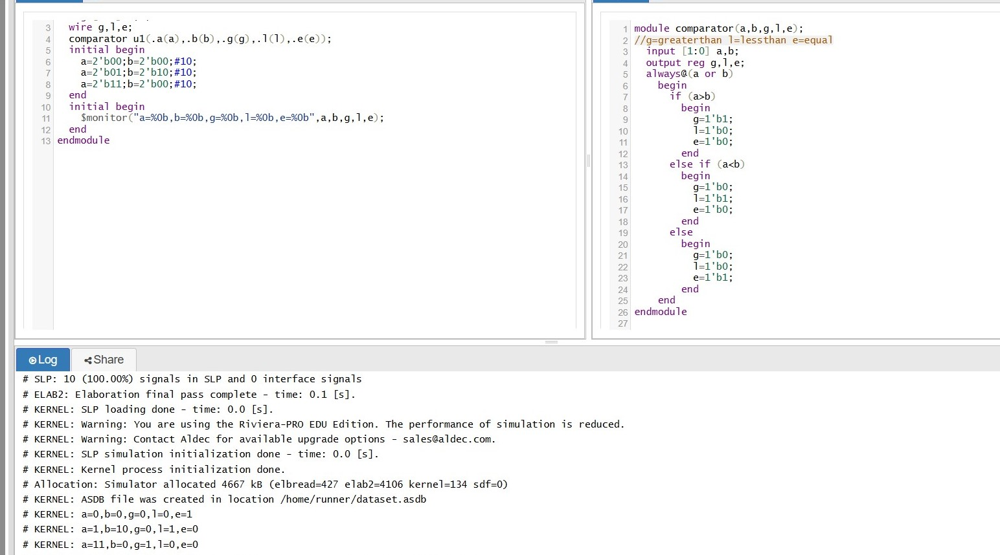 3 wire g,l,e;
4 comparator u1(.a(a),.b(b),.g(g),.l(l),.e(e));
5 initial begin
6 a=2'b00;b=2'b00;#10;
7 a=2'b01;b=2'b10;#10;
8 a=2'b11;b=2'b00;#10;
9 end
10 initial begin
11 $monitor("a=%0b,b=%0b,g=%0b,l=%0b,e=%0b",a,b,g,l,e);
12 end
13 endmodule
1 module comparator(a,b,g,l,e);
2 //g=greaterthan l=lessthan e=equal
3 input [1:0] a,b;
4 output reg g,l,e;
5 always@(a or b)
6 begin
7 if (a>b)
8 begin
9 g=1'b1;
10 l=1'b0;
11 e=1'b0;
12 end
13 else if (a<b)
14 begin
15 g=1'b0;
16 l=1'b1;
17 e=1'b0;
18 end
19 else
20 begin
21 g=1'b0;
22 l=1'b0;
23 e=1'b1;
24 end
25 end
26 endmodule
27
Log Share
# SLP: 10 (100.00%) signals in SLP and 0 interface signals
# ELAB2: Elaboration final pass complete - time: 0.1 [s].
# KERNEL: SLP loading done - time: 0.0 [s].
# KERNEL: Warning: You are using the Riviera-PRO EDU Edition. The performance of simulation is reduced.
# KERNEL: Warning: Contact Aldec for available upgrade options - sales@aldec.com.
# KERNEL: SLP simulation initialization done - time: 0.0 [s].
# KERNEL: Kernel process initialization done.
# Allocation: Simulator allocated 4667 kB (elbread=427 elab2=4106 kernel=134 sdf=0)
# KERNEL: ASDB file was created in location /home/runner/dataset.asdb
# KERNEL: a=0,b=0,g=0,l=0,e=1
# KERNEL: a=1,b=10,g=0,l=1,e=0
# KERNEL: a=11,b=0,g=1,l=0,e=0